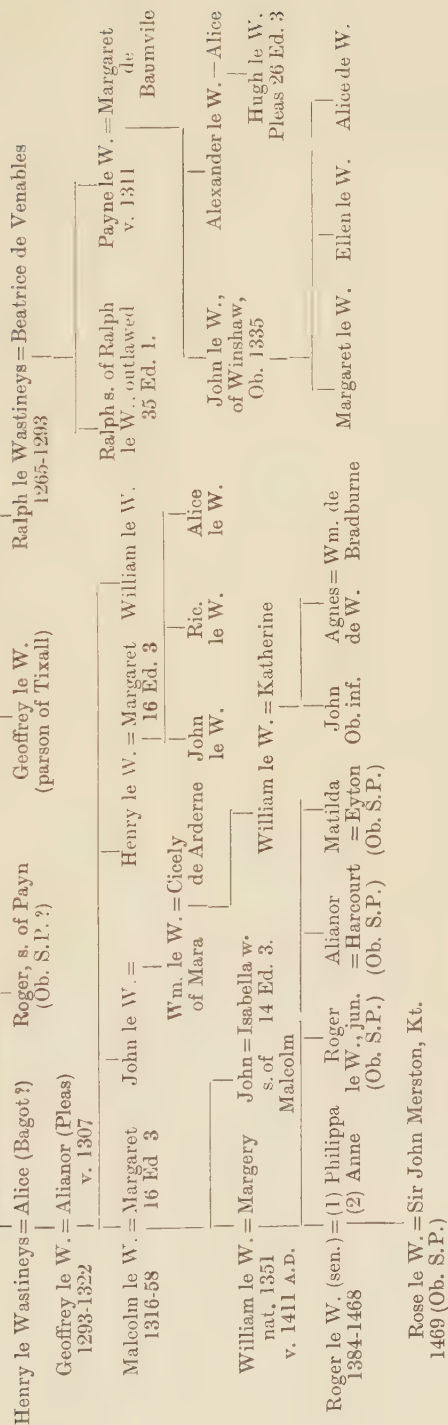 Henry le Wastineys = Alice (Bagot ?) Roger, s. of Payn Geoffrey le W. Ralph le Wastineys = Beatrice de Venables
(Ob. S.P. ?) (parson of Tixall) 1265-1293
Geoffrey le W. = Alianor (Pleas)
1293-1322 v. 1307
Ralph s. of Ralph Payne le W. = Margaret
le W., outlawed v. 1311 de
35 Ed. 1. Baumvile
Malcolm le W. = Margaret John le W. = Henry le W. = Margaret William le W.
1316-58 16 Ed 3 16 Ed. 3
Wm. le W. = Cicely John Ric. Alice
of Mara de Arderne le W. le W. le W.
John le W., Alexander le W. – Alice
of Winshaw,
Ob. 1335 Hugh le W.
Pleas 26 Ed. 3
William le W. = Margery John = Isabella w. William le W. = Katherine
nat. 1351 s. of 14 Ed. 3.
v. 1411 A.D. Malcolm
Margaret le W. Ellen le W. Alice de W.
Roger le W. (sen.) = (1) Philippa Roger Alianor Matilda John Agnes = Wm. de
1384-1468 (2) Anne le W., jun. = Harcourt = Eyton Ob. inf. de W. Bradburne
(Ob. S.P.) (Ob. S.P.) (Ob. S.P.)
Rose le W. = Sir John Merston, Kt.
1469 (Ob. S.P.)